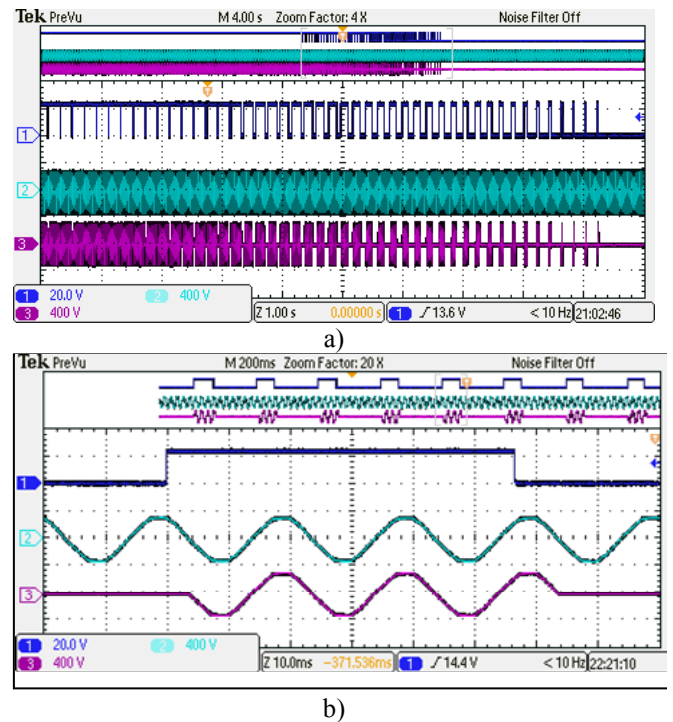 Tek PreVu M 4.00 s Zoom Factor: 4 X Noise Filter Off
1
2
3
1 20.0 V 2 400 V
3 400 V Z 1.00 s 0.00000 s 1 13.6 V < 10 Hz 21:02:46
a)
Tek PreVu M 200ms Zoom Factor: 20 X Noise Filter Off
1
2
3
1 20.0 V 2 400 V
3 400 V Z 10.0ms -371.536ms 1 14.4 V < 10 Hz 22:21:10
b)